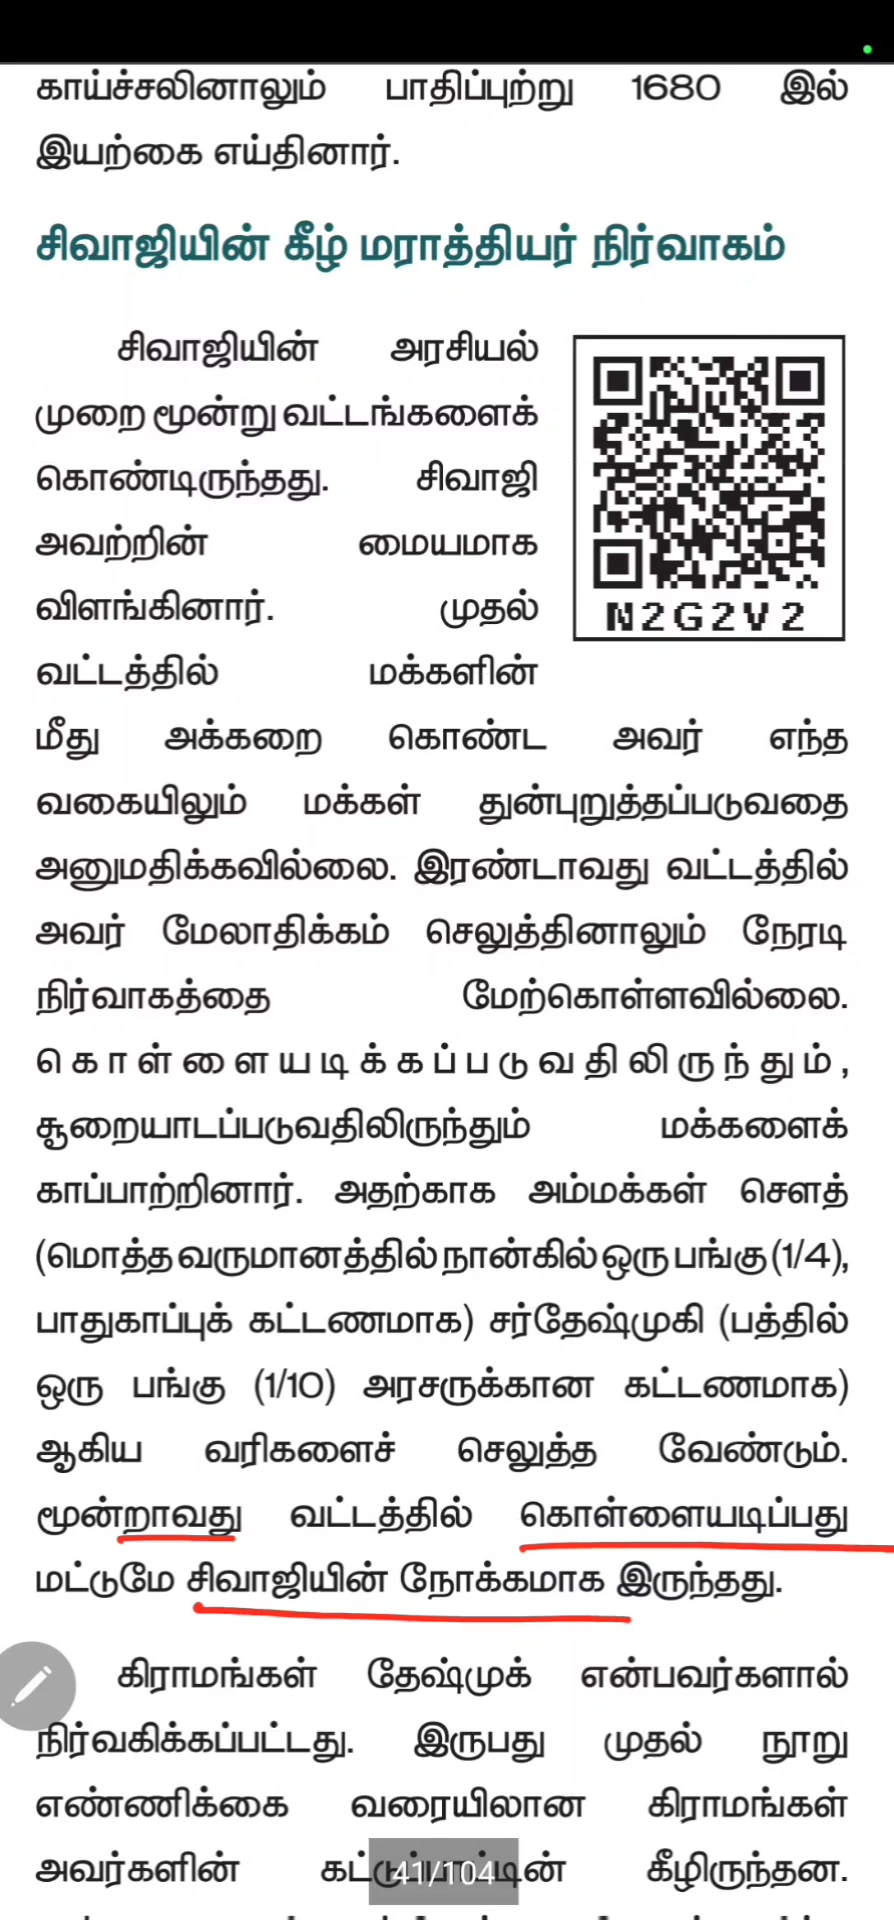 காய்ச்சலினாலும் பாதிப்புற்று 1680 இல்
இயற்கை எய்தினார்.
சிவாஜியின் கீழ் மராத்தியர் நிர்வாகம்
சிவாஜியின் அரசியல்
முறை மூன்று வட்டங்களைக்
கொண்டிருந்தது. சிவாஜி
அவற்றின் மையமாக
விளங்கினார். முதல்
வட்டத்தில் மக்களின்
N2G2V2
மீது அக்கறை கொண்ட அவர் எந்த
வகையிலும் மக்கள் துன்புறுத்தப்படுவதை
அனுமதிக்கவில்லை. இரண்டாவது வட்டத்தில்
அவர் மேலாதிக்கம் செலுத்தினாலும் நேரடி
நிர்வாகத்தை மேற்கொள்ளவில்லை.
கொள்ளையடிக்கப்படுவதிலிருந்தும்,
சூறையாடப்படுவதிலிருந்தும் மக்களைக்
காப்பாற்றினார். அதற்காக அம்மக்கள் சௌத்
(மொத்த வருமானத்தில் நான்கில் ஒரு பங்கு (1/4),
பாதுகாப்புக் கட்டணமாக) சர்தேஷ்முகி (பத்தில்
ஒரு பங்கு (1/10) அரசருக்கான கட்டணமாக)
ஆகிய வரிகளைச் செலுத்த வேண்டும்.
மூன்றாவது வட்டத்தில் கொள்ளையடிப்பது
மட்டுமே சிவாஜியின் நோக்கமாக இருந்தது.
கிராமங்கள் தேஷ்முக் என்பவர்களால்
நிர்வகிக்கப்பட்டது. இருபது முதல் நூறு
எண்ணிக்கை வரையிலான கிராமங்கள்
அவர்களின் கட்டுப்பாட்டின் கீழிருந்தன.
41/104